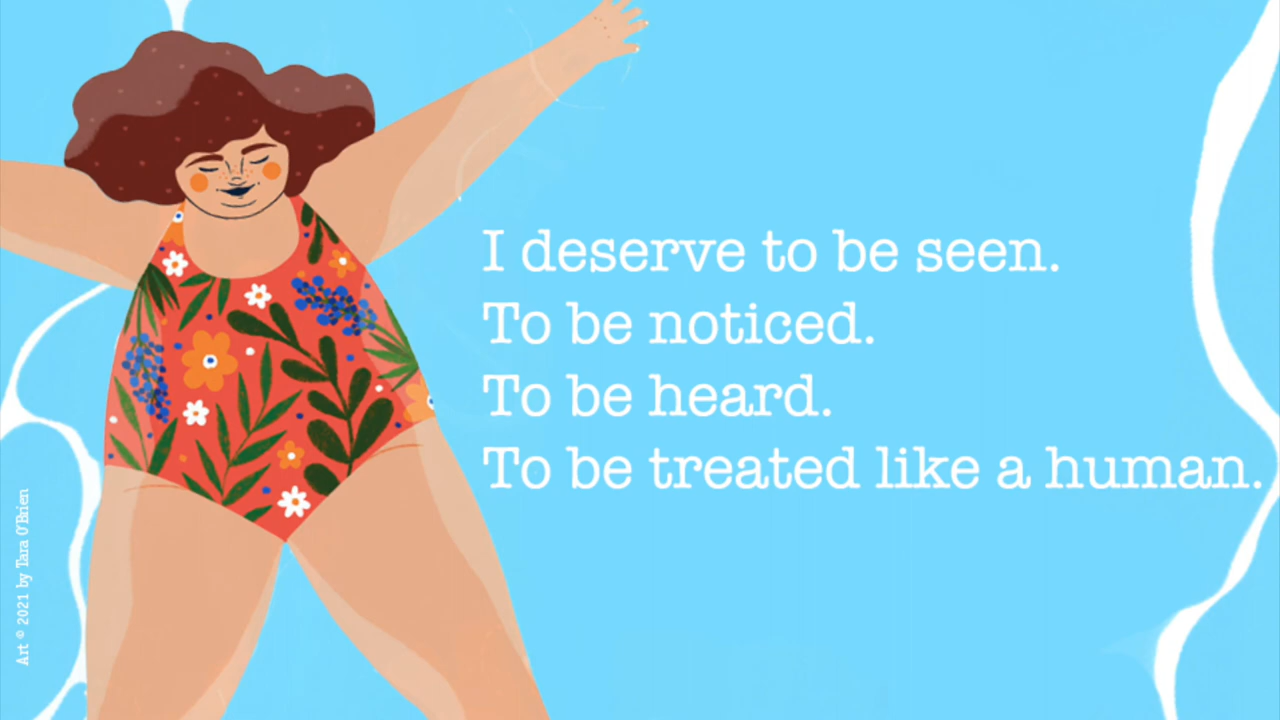 I deserve to be seen.
To be noticed.
To be heard.
To be treated like a human.
Art © 2021 by Tara O'Brien